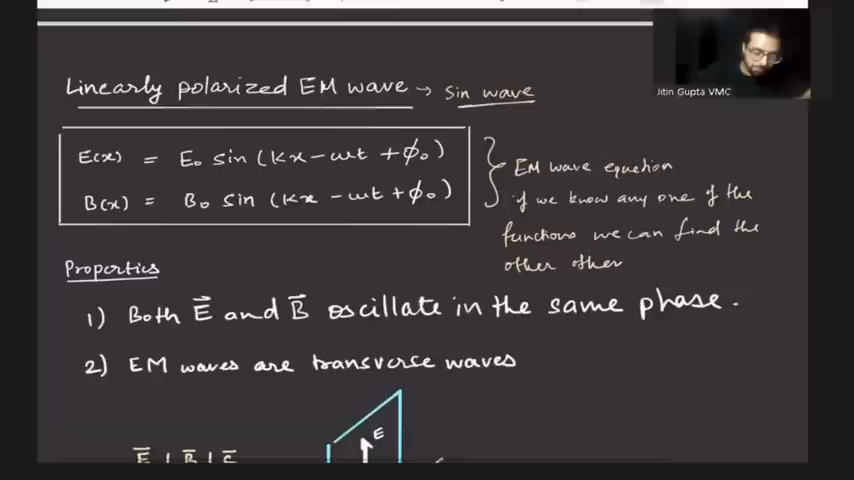 Linearly polarized EM wave → Sin wave
Jitin Gupta VMC
E(x) = E₀ sin (kx - ωt + ϕ₀)
B(x) = B₀ sin (kx - ωt + ϕ₀)
EM wave equation
if we know any one of the
functions we can find the
other other
Properties
1) Both E⃗ and B⃗ oscillate in the same phase.
2) EM waves are transverse waves
E